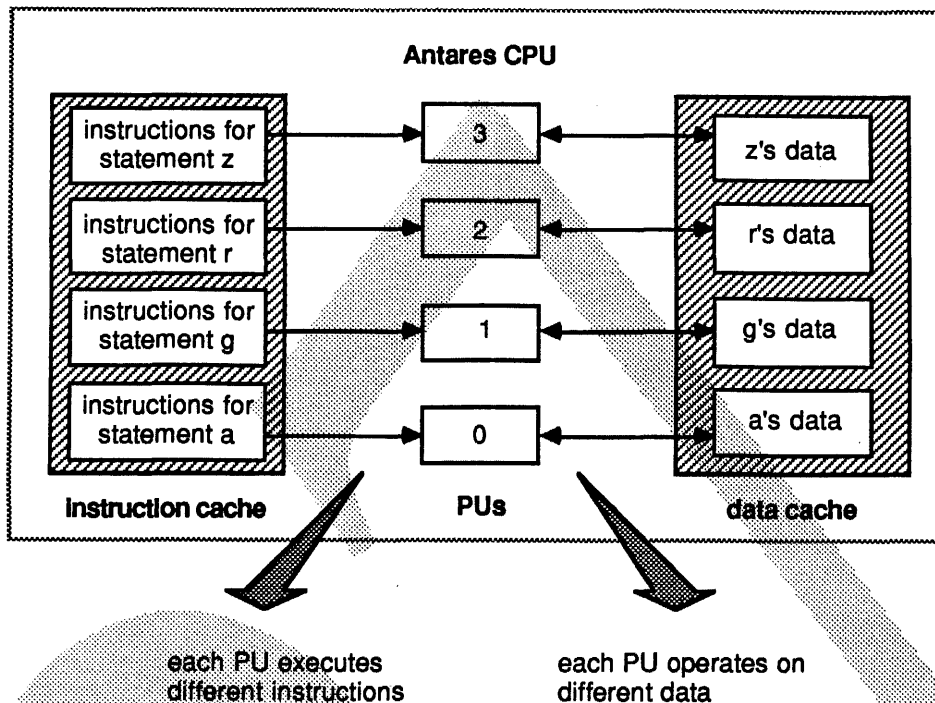 Antares CPU
instructions for
statement z
3
z's data
instructions for
statement r
2
r's data
instructions for
statement g
1
g's data
instructions for
statement a
0
a's data
instruction cache
PUs
data cache
each PU executes
different instructions
each PU operates on
different data